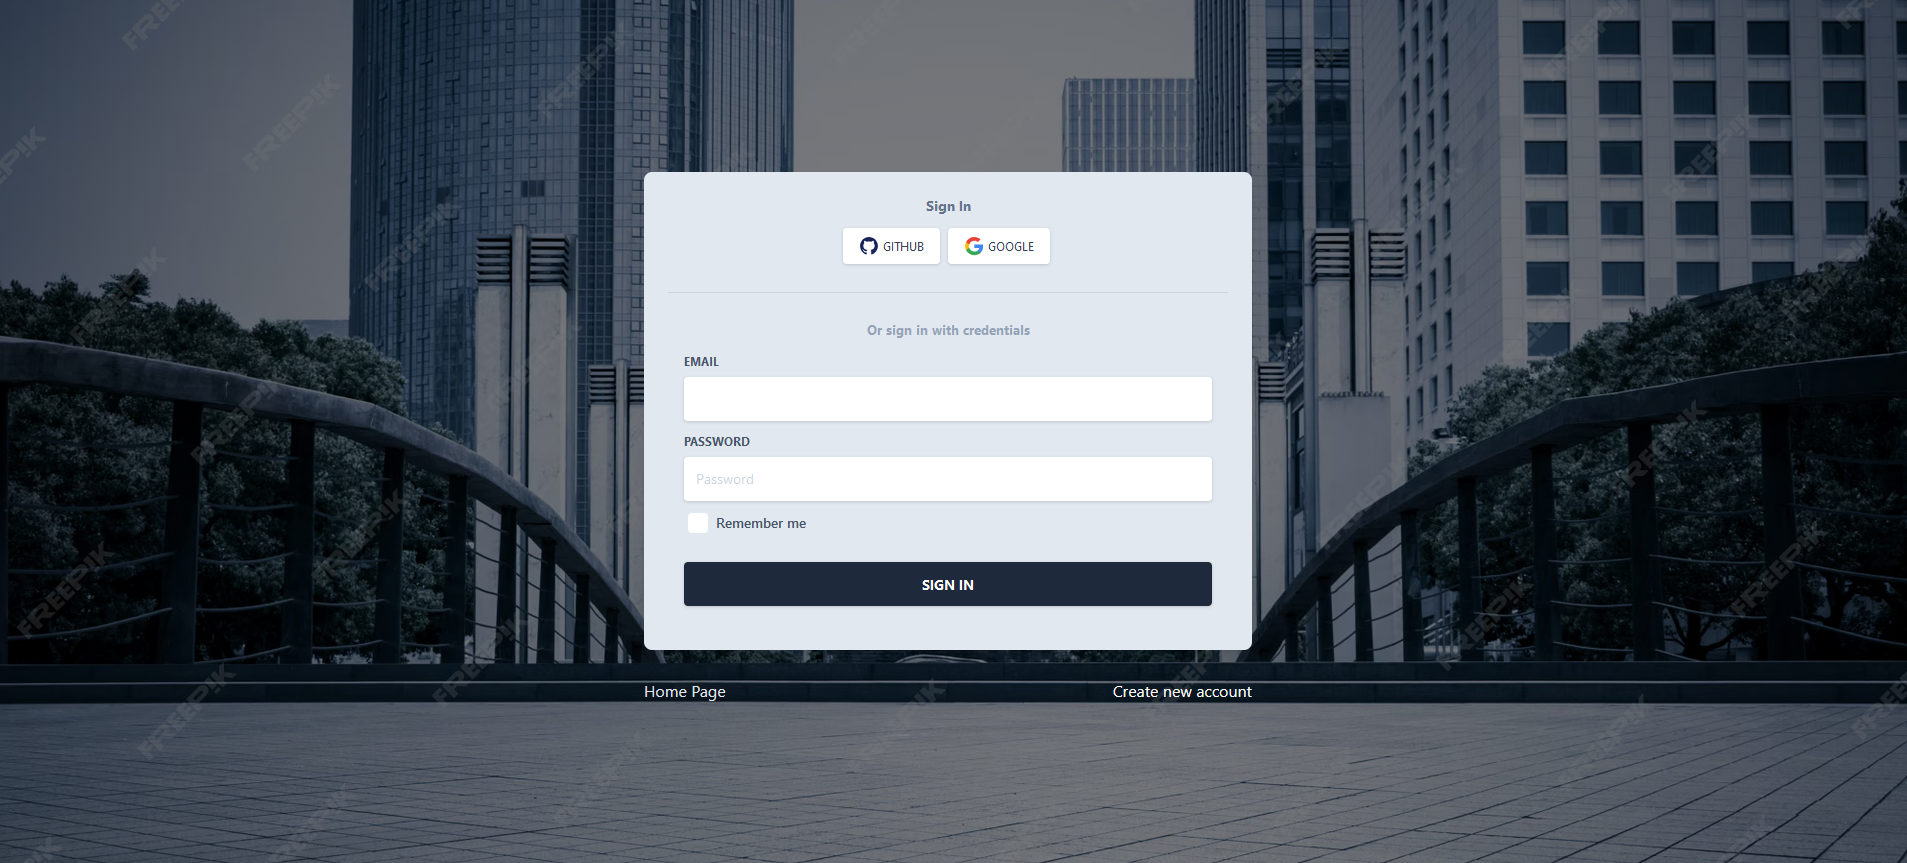 Sign In
GITHUB GOOGLE
Or sign in with credentials
EMAIL
PASSWORD
Password
Remember me
SIGN IN
Home Page Create new account
FREEPIK